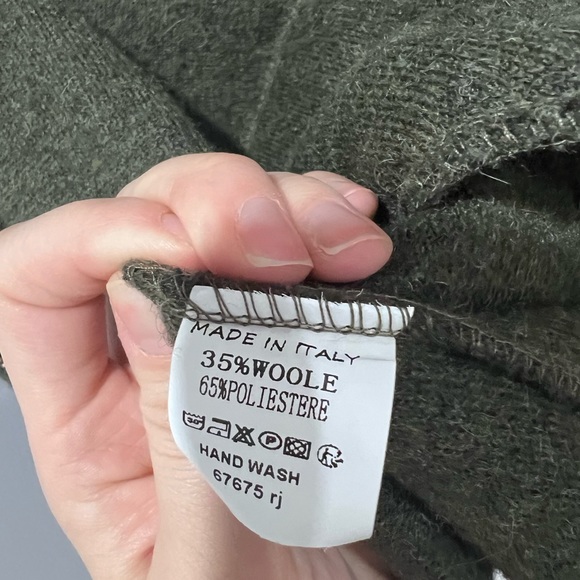 MADE IN ITALY
35%WOOLE
65%POLIESTERE
HAND WASH
67675 rj